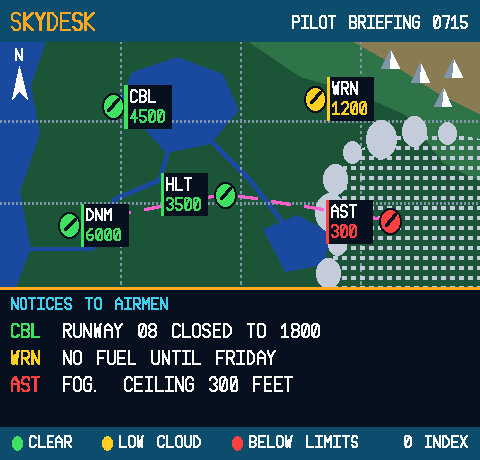 SKYDESK
PILOT BRIEFING 0715
N
CBL
4500
WRN
1200
HLT
3500
DNM
6000
AST
300
NOTICES TO AIRMEN
CBL RUNWAY 08 CLOSED TO 1800
WRN NO FUEL UNTIL FRIDAY
AST FOG. CEILING 300 FEET
CLEAR LOW CLOUD BELOW LIMITS 0 INDEX